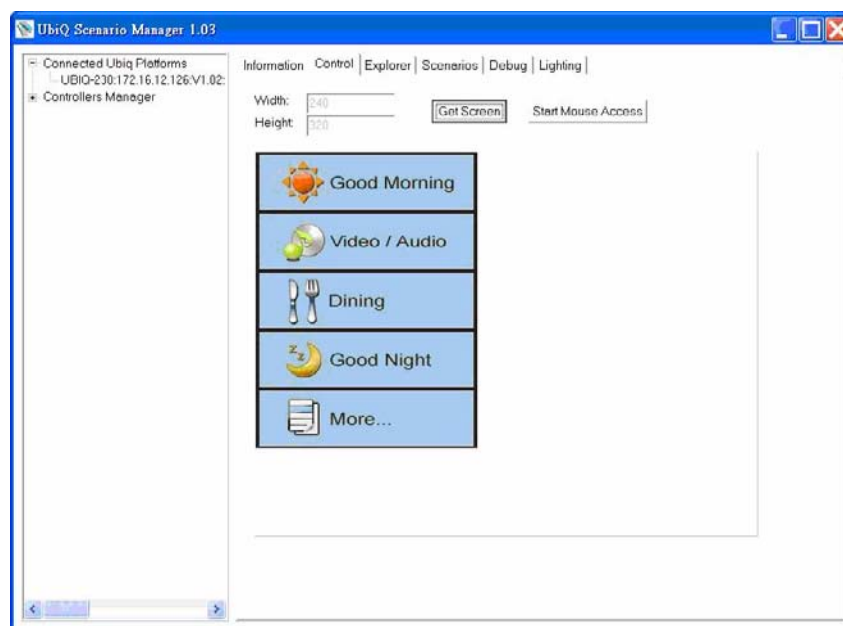 UbiQ Scenario Manager 1.03
Connected Ubiq Platforms
UBIQ-230:172.16.12.126:V1.02:
Controllers Manager
Information Control Explorer Scenarios Debug Lighting
Width: 240
Height: 320
Get Screen Start Mouse Access
Good Morning
Video / Audio
Dining
z z z
Good Night
More...